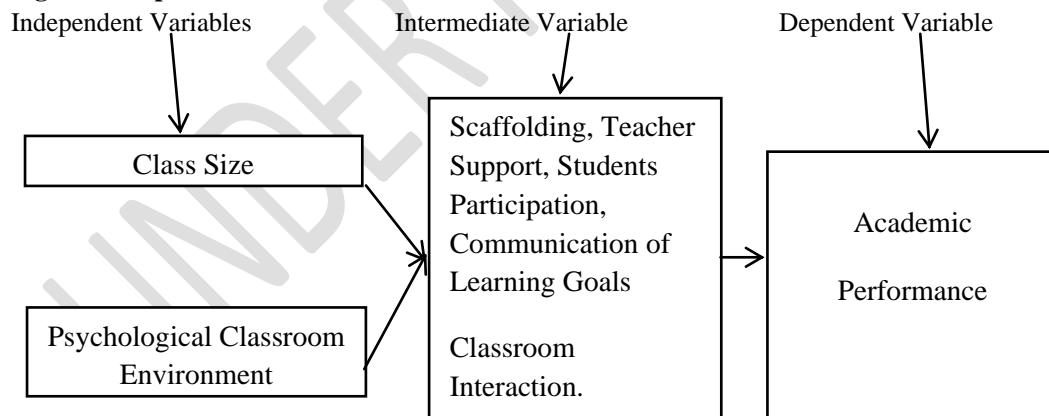 Independent Variables
Intermediate Variable
Dependent Variable
Class Size
Psychological Classroom
Environment
Scaffolding, Teacher
Support, Students
Participation,
Communication of
Learning Goals
Classroom
Interaction.
Academic
Performance
UNDER